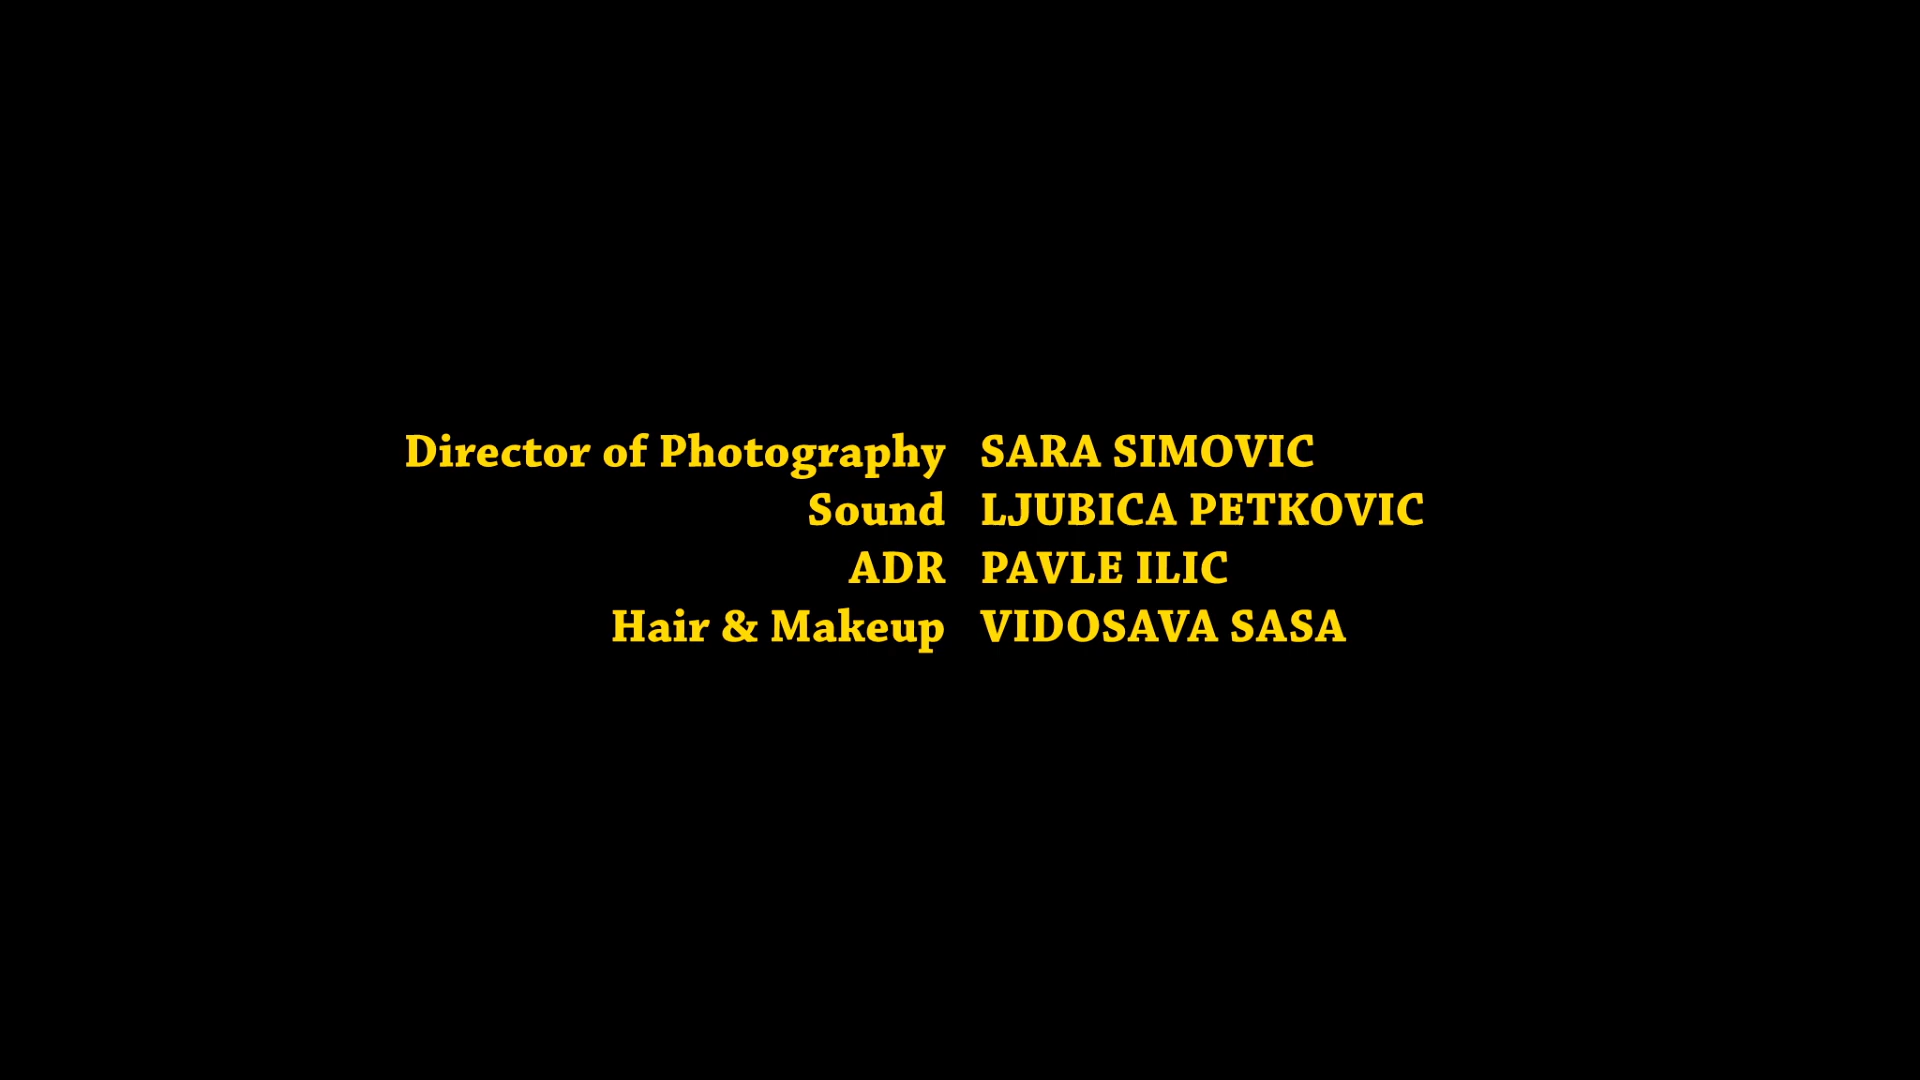 Director of Photography SARA SIMOVIC
Sound LJUBICA PETKOVIC
ADR PAVLE ILIC
Hair & Makeup VIDOSAVA SASA